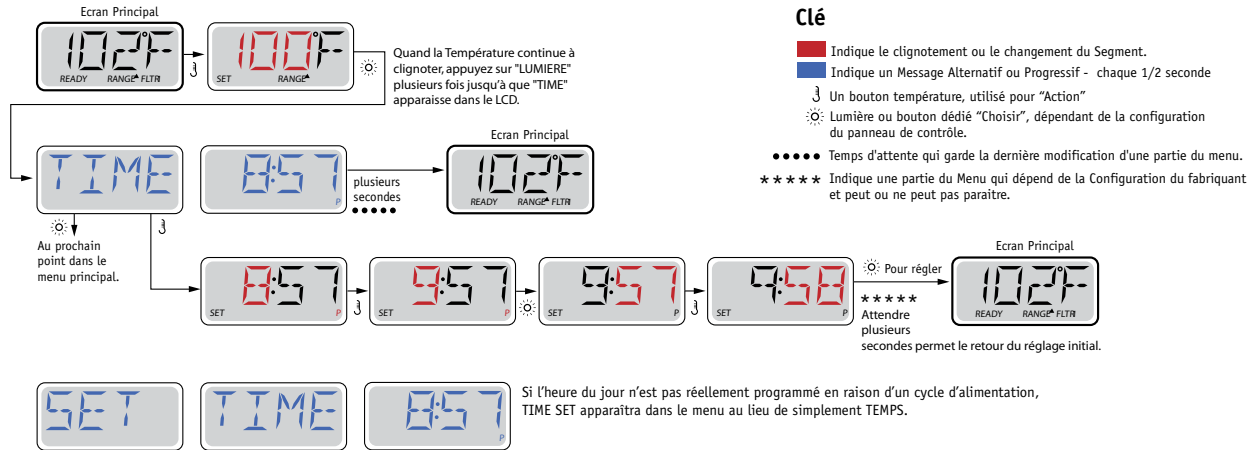 Ecran Principal
102°F
READY RANGE FLTR
100°F
SET RANGE
Quand la Température continue à
clignoter, appuyez sur "LUMIERE"
plusieurs fois jusqu'à que "TIME"
apparaisse dans le LCD.
Clé
Indique le clignotement ou le changement du Segment.
Indique un Message Alternatif ou Progressif - chaque 1/2 seconde
Un bouton température, utilisé pour “Action”
Lumière ou bouton dédié “Choisir”, dépendant de la configuration
du panneau de contrôle.
••••• Temps d'attente qui garde la dernière modification d'une partie du menu.
***** Indique une partie du Menu qui dépend de la Configuration du fabriquant
et peut ou ne peut pas paraitre.
TIME
8:57
P
plusieurs
secondes
•••••
Ecran Principal
102°F
READY RANGE FLTR
Au prochain
point dans le
menu principal.
8:57
SET P
9:57
SET P
9:57
SET P
9:58
SET P
Pour régler
*****
Attendre
plusieurs
secondes permet le retour du réglage initial.
Ecran Principal
102°F
READY RANGE FLTR
SET
TIME
8:57
P
Si l'heure du jour n'est pas réellement programmé en raison d'un cycle d'alimentation,
TIME SET apparaîtra dans le menu au lieu de simplement TEMPS.